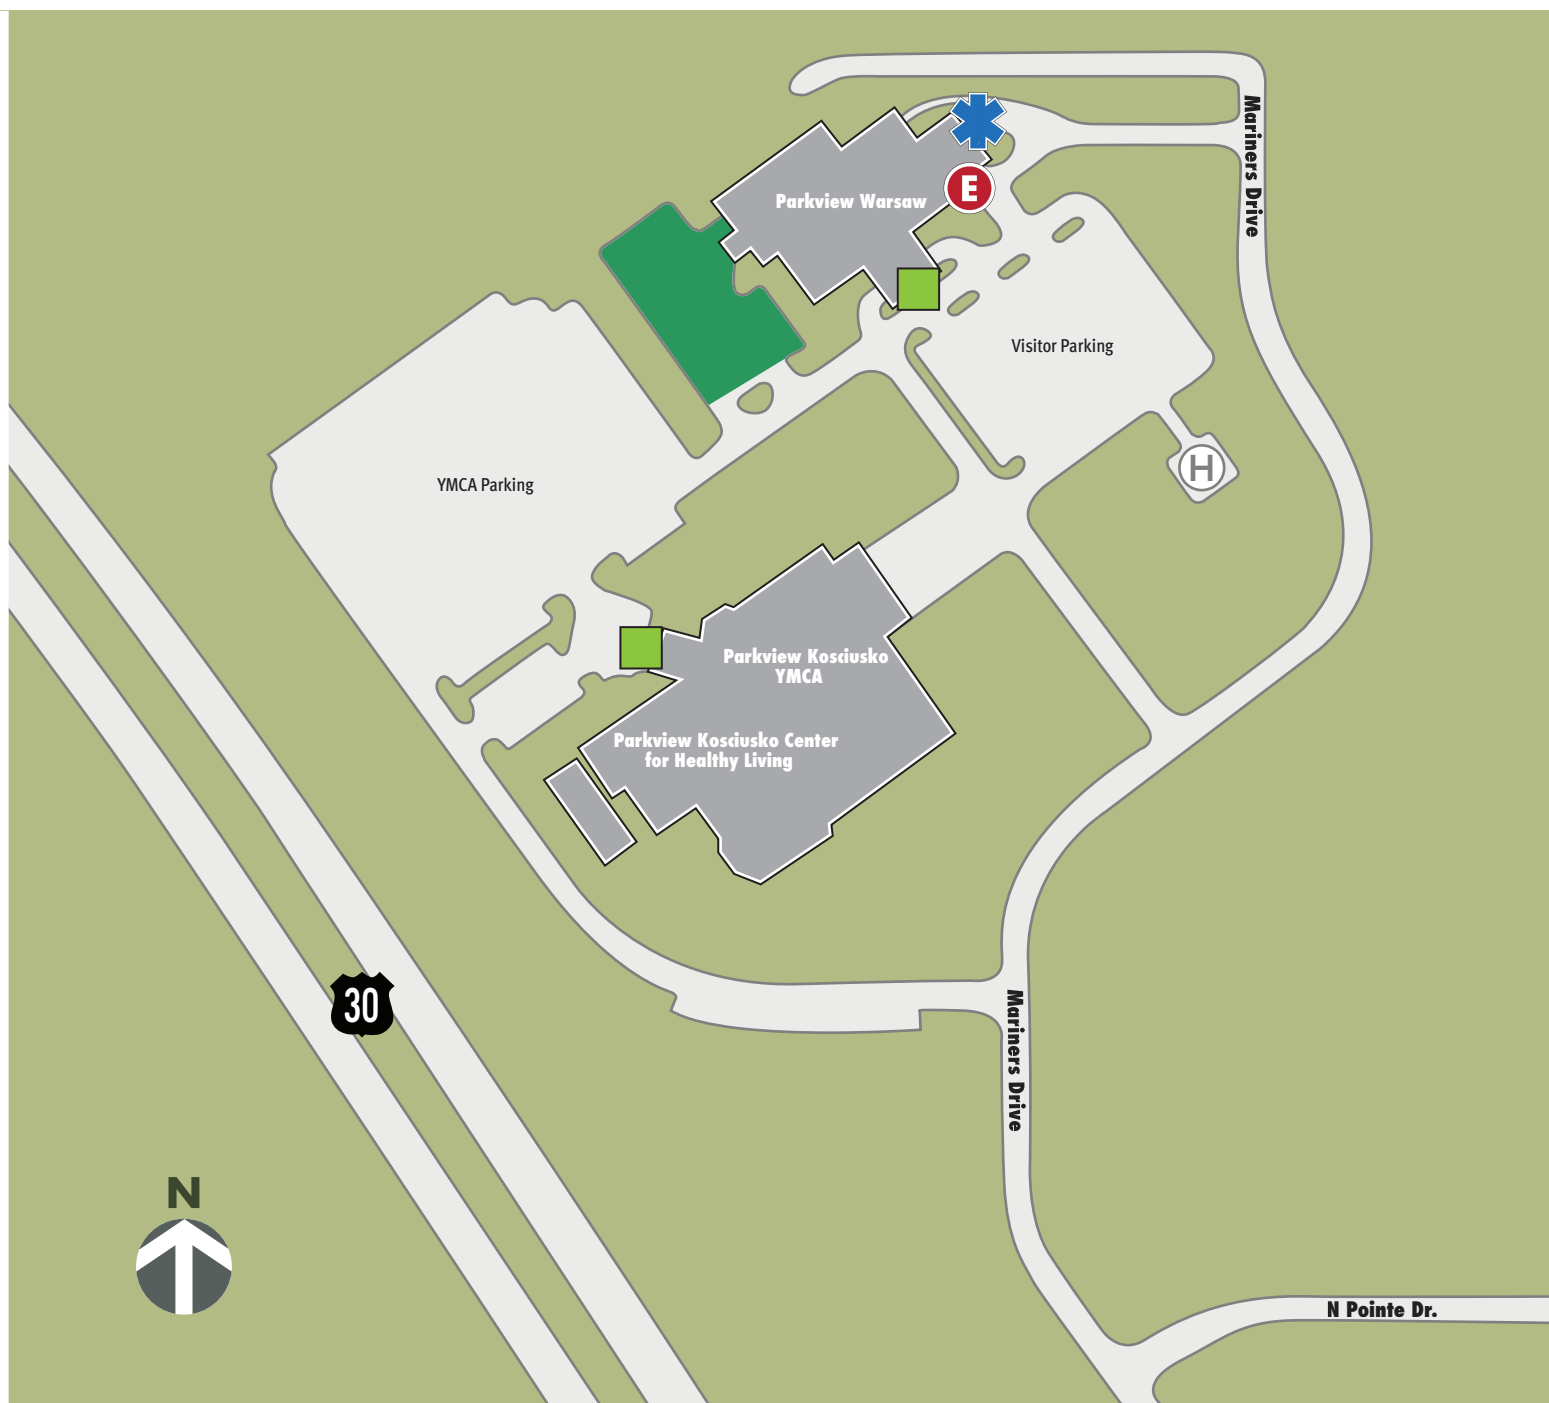 Mariners Drive
E
Parkview Warsaw
Visitor Parking
H
YMCA Parking
Parkview Kosciusko
YMCA
Parkview Kosciusko Center
for Healthy Living
30
Mariners Drive
N
N Pointe Dr.